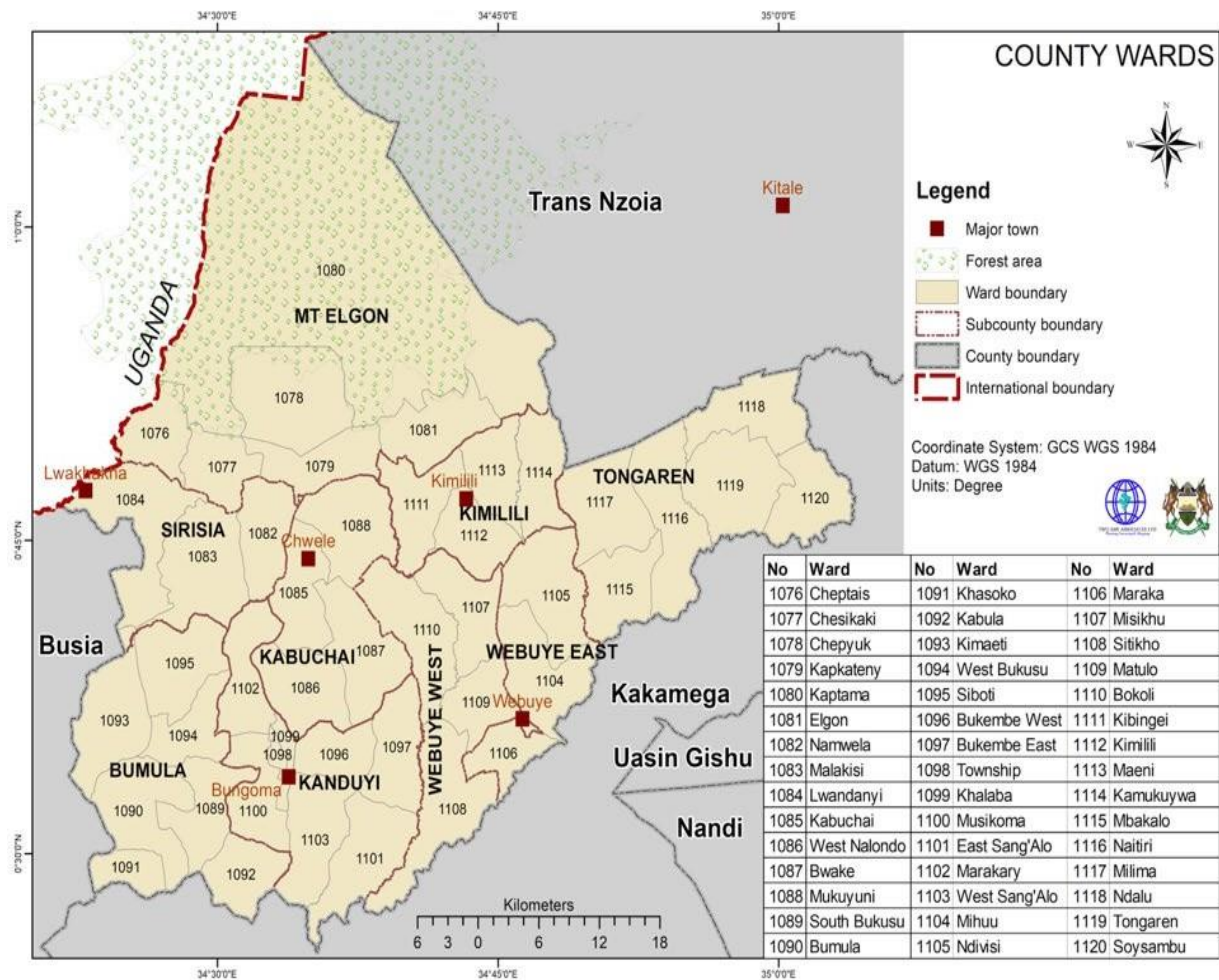 34°30'0"E 34°45'0"E 35°0'0"E
COUNTY WARDS
N
W E
S
Trans Nzoia
Kitale
1°0'0"N
Legend
Major town
Forest area
Ward boundary
Subcounty boundary
County boundary
International boundary
1080
MT ELGON
UGANDA
1078
1118
1076
1081
Coordinate System: GCS WGS 1984
Datum: WGS 1984
Units: Degree
1077 1079
1113 1114
TONGAREN
1119
1120
Lwakhakha
1084
Kimilili
1111
KIMILILI
1117
1116
SIRISIA
1082 1088
1112
0°45'0"N
Chwele
1083
1085
1107
1105
1115
1110
Busia
1095
KABUCHAI
1087
WEBUYE EAST
1102
1086
1104
WEBUYE WEST
1109
Webuye
Kakamega
1093
1094
1099
1098
1096
1097
1106
BUMULA
Bungoma
KANDUYI
Uasin Gishu
1090
1089
1100
1108
Nandi
1103
1101
0°30'0"N
1091
1092
Kilometers
6 3 0 6 12 18
No Ward No Ward No Ward
1076 Cheptais 1091 Khasoko 1106 Maraka
1077 Chesikaki 1092 Kabula 1107 Misikhu
1078 Chepyuk 1093 Kimaeti 1108 Sitikho
1079 Kapkateny 1094 West Bukusu 1109 Matulo
1080 Kaptama 1095 Siboti 1110 Bokoli
1081 Elgon 1096 Bukembe West 1111 Kibingei
1082 Namwela 1097 Bukembe East 1112 Kimilili
1083 Malakisi 1098 Township 1113 Maeni
1084 Lwandanyi 1099 Khalaba 1114 Kamukuywa
1085 Kabuchai 1100 Musikoma 1115 Mbakalo
1086 West Nalondo 1101 East Sang'Alo 1116 Naitiri
1087 Bwake 1102 Marakary 1117 Milima
1088 Mukuyuni 1103 West Sang'Alo 1118 Ndalu
1089 South Bukusu 1104 Mihuu 1119 Tongaren
1090 Bumula 1105 Ndivisi 1120 Soysambu
34°30'0"E 34°45'0"E 35°0'0"E